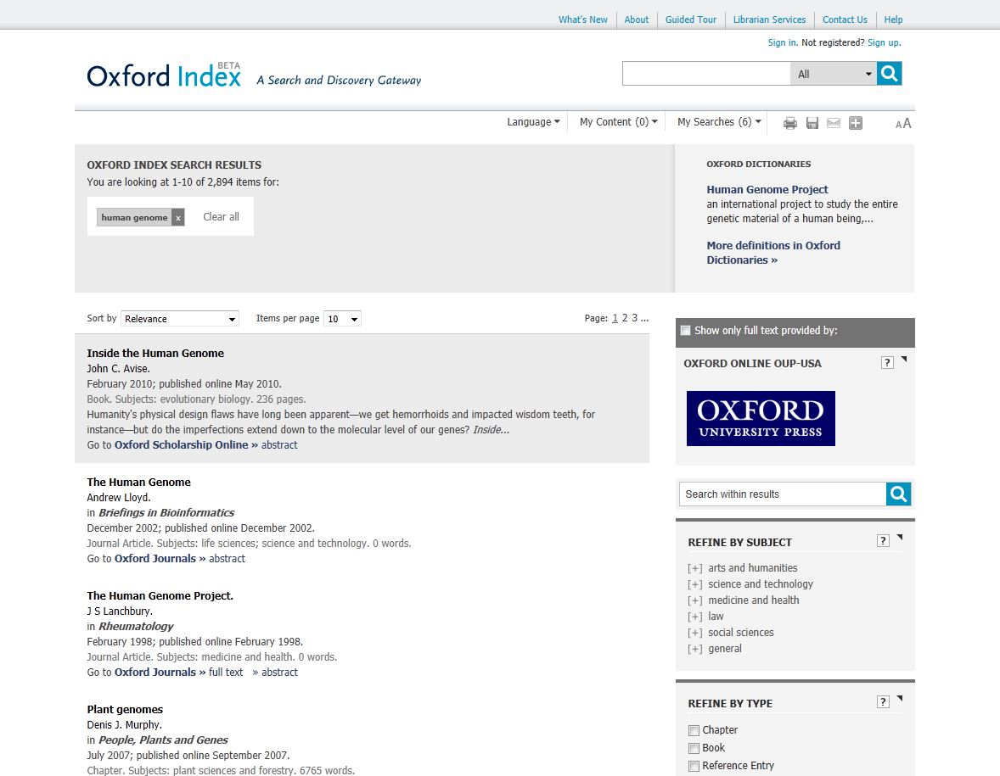 What's New About Guided Tour Librarian Services Contact Us Help
Sign in. Not registered? Sign up.
Oxford Index BETA A Search and Discovery Gateway
All
Language My Content (0) My Searches (6)
AA
OXFORD INDEX SEARCH RESULTS
You are looking at 1-10 of 2,894 items for:
human genome x Clear all
OXFORD DICTIONARIES
Human Genome Project
an international project to study the entire
genetic material of a human being,...
More definitions in Oxford
Dictionaries »
Sort by Relevance Items per page 10 Page: 1 2 3 ...
Inside the Human Genome
John C. Avise.
February 2010; published online May 2010.
Book. Subjects: evolutionary biology. 236 pages.
Humanity's physical design flaws have long been apparent—we get hemorrhoids and impacted wisdom teeth, for
instance—but do the imperfections extend down to the molecular level of our genes? Inside...
Go to Oxford Scholarship Online » abstract
The Human Genome
Andrew Lloyd.
in Briefings in Bioinformatics
December 2002; published online December 2002.
Journal Article. Subjects: life sciences; science and technology. 0 words.
Go to Oxford Journals » abstract
The Human Genome Project.
J S Lanchbury.
in Rheumatology
February 1998; published online February 1998.
Journal Article. Subjects: medicine and health. 0 words.
Go to Oxford Journals » full text » abstract
Plant genomes
Denis J. Murphy.
in People, Plants and Genes
July 2007; published online September 2007.
Chapter. Subjects: plant sciences and forestry. 6765 words.
Show only full text provided by:
OXFORD ONLINE OUP-USA ?
OXFORD
UNIVERSITY PRESS
Search within results
REFINE BY SUBJECT ?
[+] arts and humanities
[+] science and technology
[+] medicine and health
[+] law
[+] social sciences
[+] general
REFINE BY TYPE ?
Chapter
Book
Reference Entry